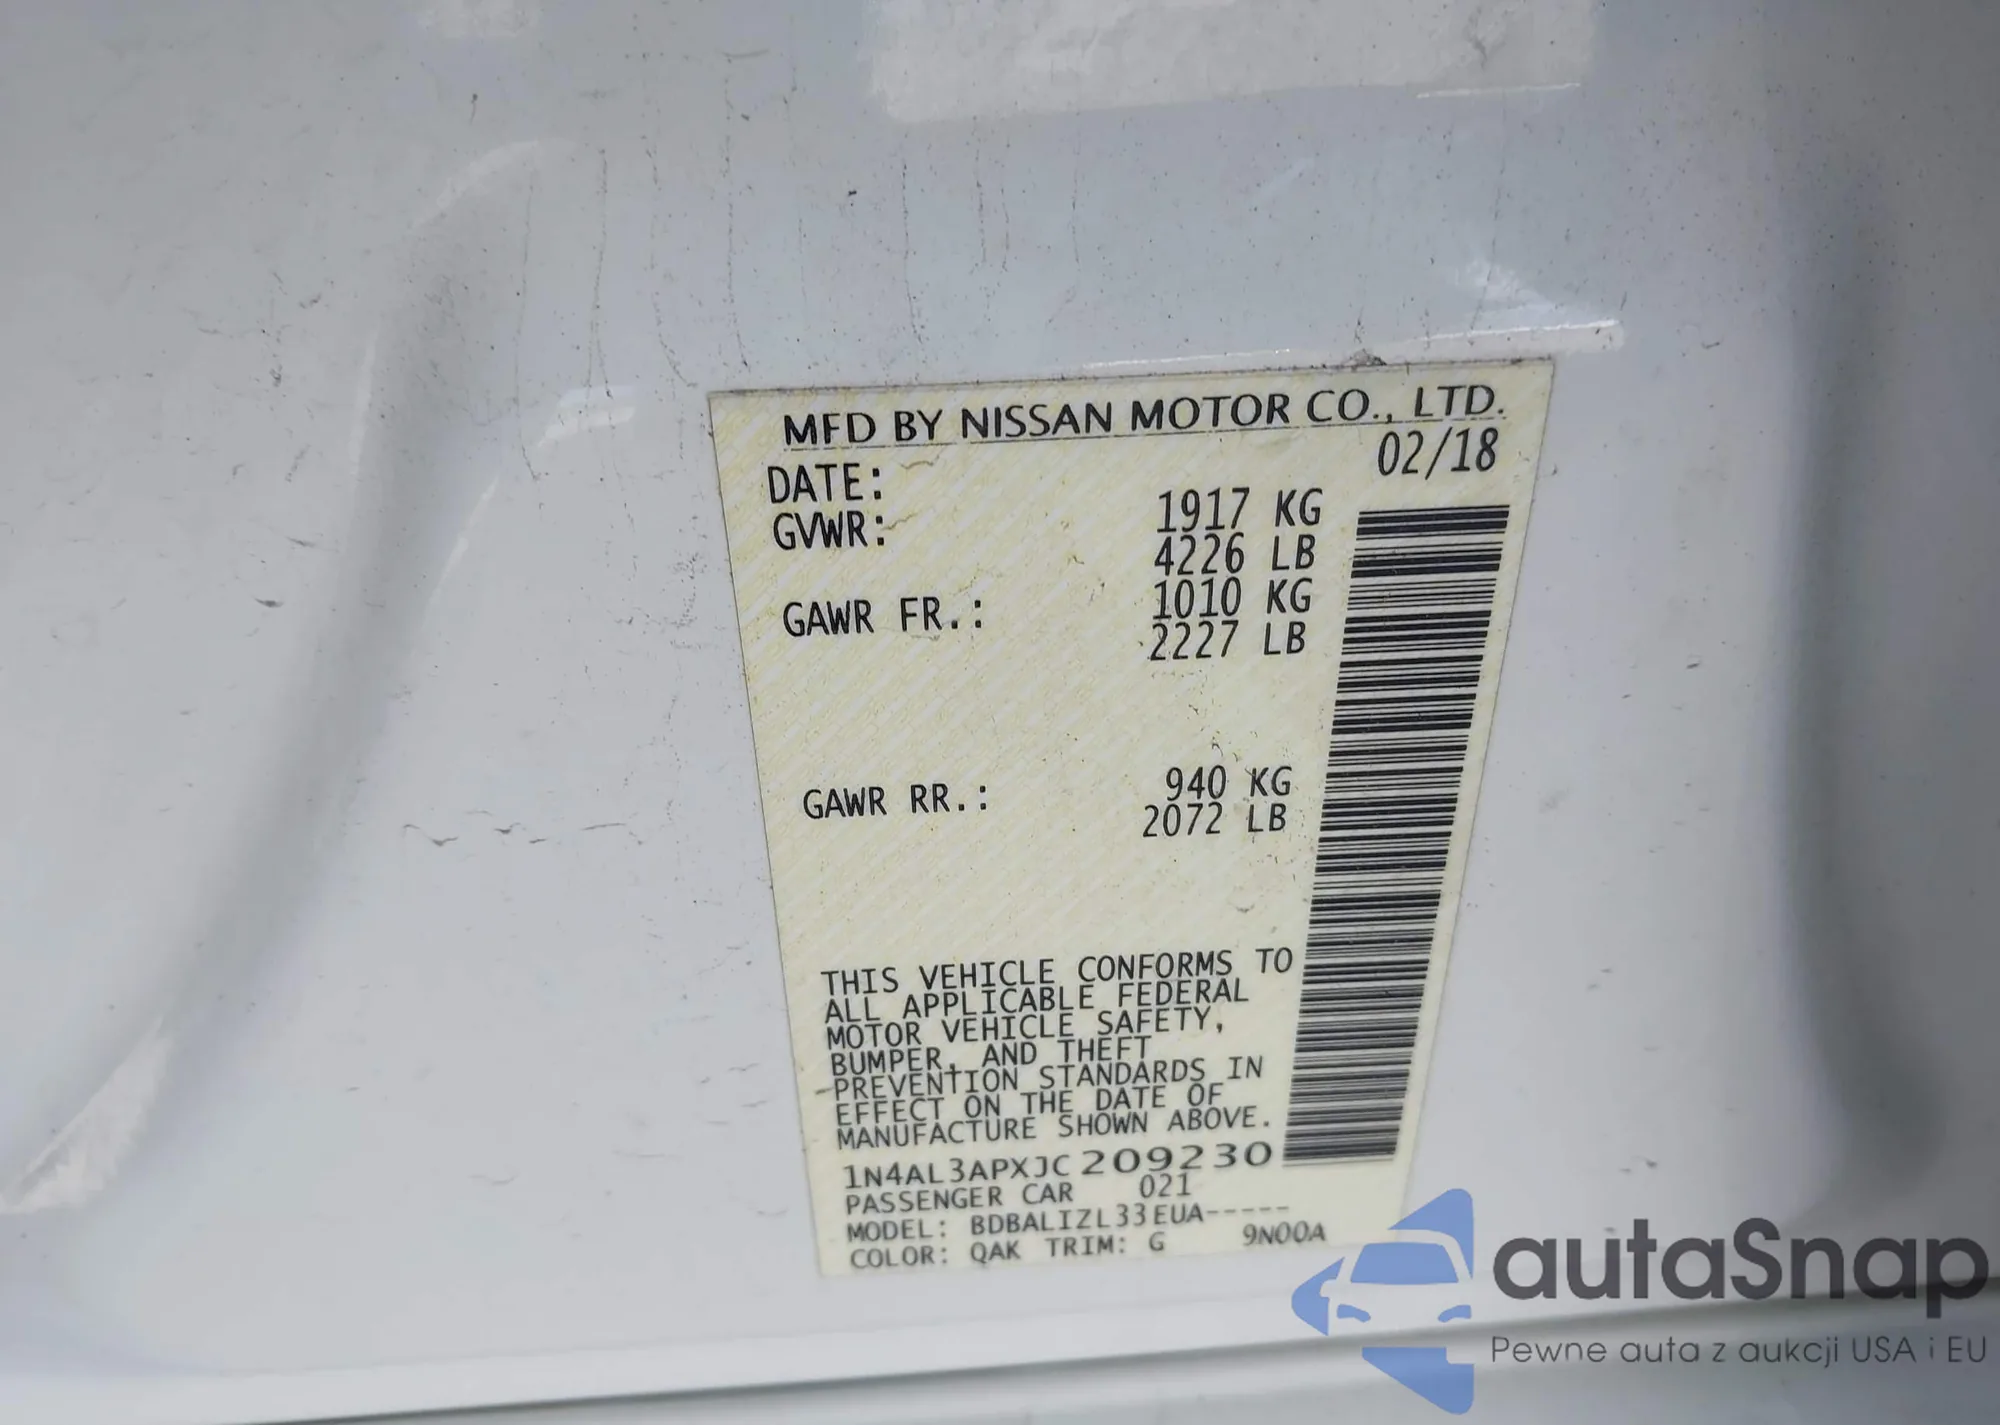 MFD BY NISSAN MOTOR CO., LTD.
DATE: 02/18
GVWR: 1917 KG
4226 LB
GAWR FR.: 1010 KG
2227 LB
GAWR RR.: 940 KG
2072 LB
THIS VEHICLE CONFORMS TO
ALL APPLICABLE FEDERAL
MOTOR VEHICLE SAFETY,
BUMPER, AND THEFT
PREVENTION STANDARDS IN
EFFECT ON THE DATE OF
MANUFACTURE SHOWN ABOVE.
1N4AL3APXJC209230
PASSENGER CAR 021
MODEL: BDBALIZL33EUA-----
COLOR: QAK TRIM: G 9N00A
autaSnap
Pewne auta z aukcji USA i EU